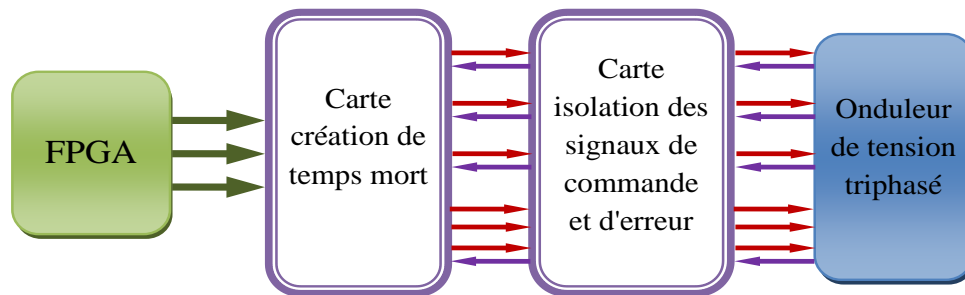 FPGA
Carte
création de
temps mort
Carte
isolation des
signaux de
commande
et d'erreur
Onduleur
de tension
triphasé